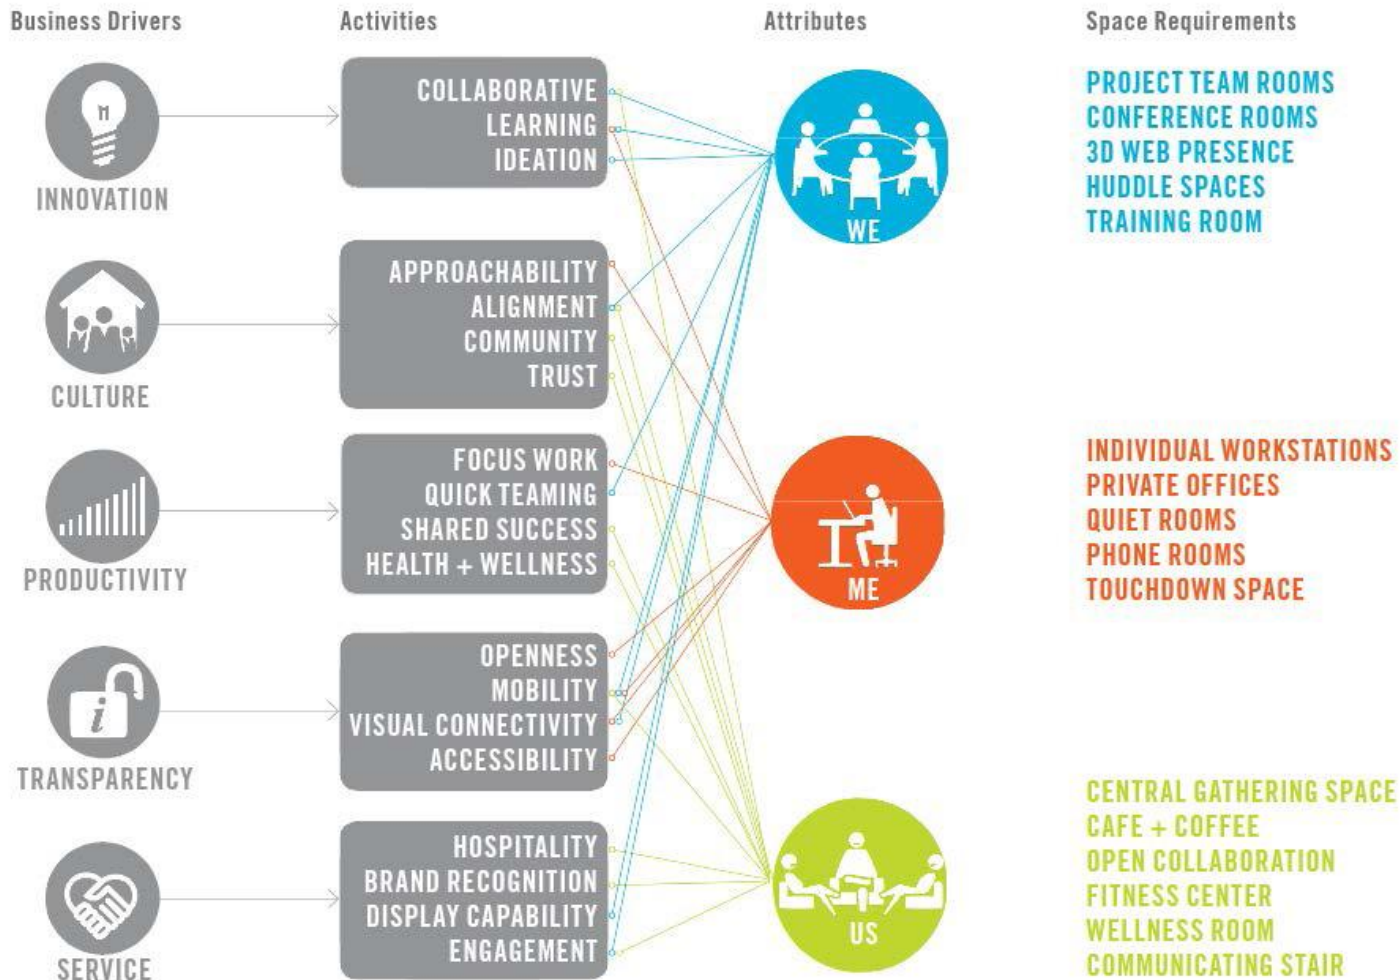 Business Drivers
Activities
Attributes
Space Requirements
INNOVATION
COLLABORATIVE
LEARNING
IDEATION
WE
PROJECT TEAM ROOMS
CONFERENCE ROOMS
3D WEB PRESENCE
HUDDLE SPACES
TRAINING ROOM
CULTURE
APPROACHABILITY
ALIGNMENT
COMMUNITY
TRUST
PRODUCTIVITY
FOCUS WORK
QUICK TEAMING
SHARED SUCCESS
HEALTH + WELLNESS
ME
INDIVIDUAL WORKSTATIONS
PRIVATE OFFICES
QUIET ROOMS
PHONE ROOMS
TOUCHDOWN SPACE
i
TRANSPARENCY
OPENNESS
MOBILITY
VISUAL CONNECTIVITY
ACCESSIBILITY
SERVICE
HOSPITALITY
BRAND RECOGNITION
DISPLAY CAPABILITY
ENGAGEMENT
US
CENTRAL GATHERING SPACE
CAFE + COFFEE
OPEN COLLABORATION
FITNESS CENTER
WELLNESS ROOM
COMMUNICATING STAIR